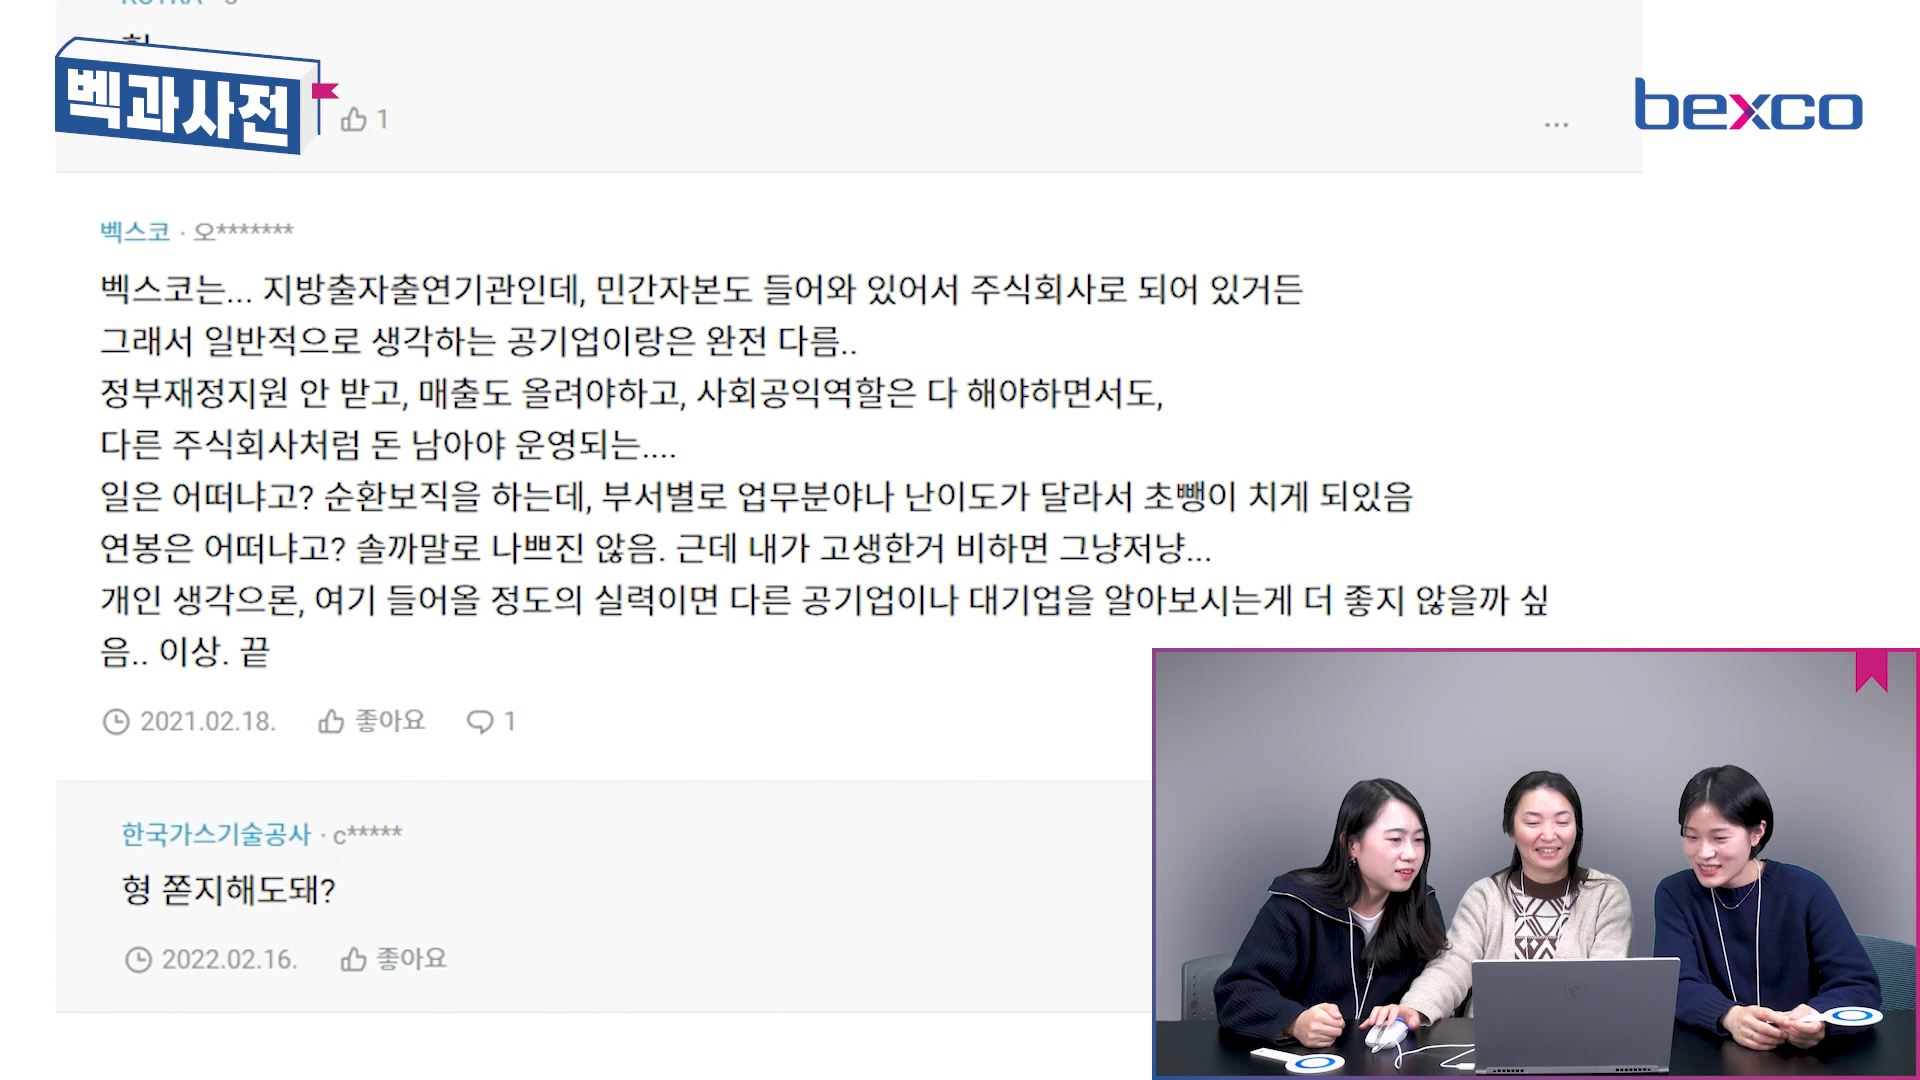 벡과사전
1
...
bexco
벡스코 · 오*******
벡스코는... 지방출자출연기관인데, 민간자본도 들어와 있어서 주식회사로 되어 있거든
그래서 일반적으로 생각하는 공기업이랑은 완전 다름..
정부재정지원 안 받고, 매출도 올려야하고, 사회공익역할은 다 해야하면서도,
다른 주식회사처럼 돈 남아야 운영되는....
일은 어떠냐고? 순환보직을 하는데, 부서별로 업무분야나 난이도가 달라서 초뺑이 치게 되있음
연봉은 어떠냐고? 솔까말로 나쁘진 않음. 근데 내가 고생한거 비하면 그냥저냥...
개인 생각으론, 여기 들어올 정도의 실력이면 다른 공기업이나 대기업을 알아보시는게 더 좋지 않을까 싶
음.. 이상. 끝
2021.02.18. 좋아요 1
한국가스기술공사 · c*****
형 쫃지해도돼?
2022.02.16. 좋아요